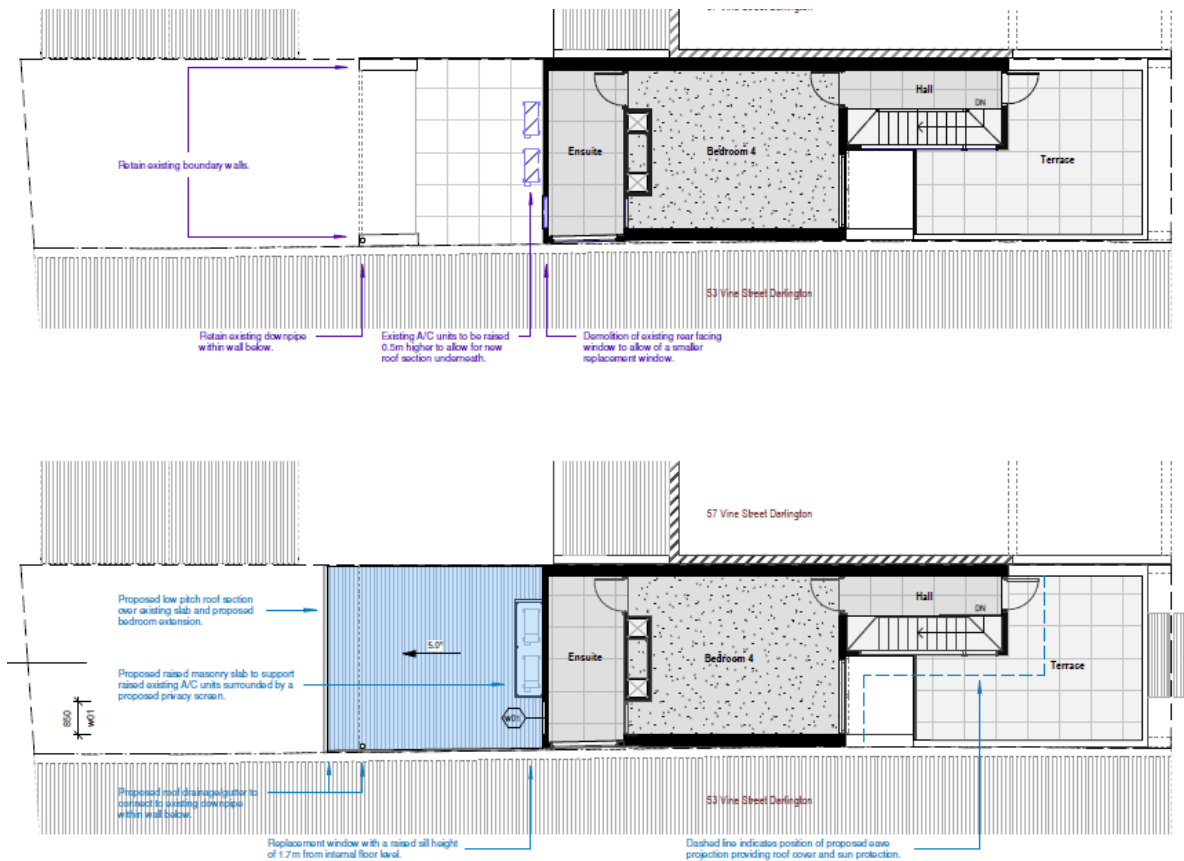 57 Vine Street Darlington
Hall
DN
Ensuite
Bedroom 4
Terrace
Retain existing boundary walls.
53 Vine Street Darlington
Retain existing downpipe
within wall below.
Existing A/C units to be raised
0.5m higher to allow for new
roof section underneath.
Demolition of existing rear facing
window to allow of a smaller
replacement window.
57 Vine Street Darlington
Proposed low pitch roof section
over existing slab and proposed
bedroom extension.
Hall
DN
5.0°
Ensuite
Bedroom 4
Terrace
Proposed raised masonry slab to support
raised existing A/C units surrounded by a
proposed privacy screen.
850
w01
w01
Proposed roof drainage/gutter to
connect to existing downpipe
within wall below.
53 Vine Street Darlington
Replacement window with a raised sill height
of 1.7m from internal floor level.
Dashed line indicates position of proposed eave
projection providing roof cover and sun protection.